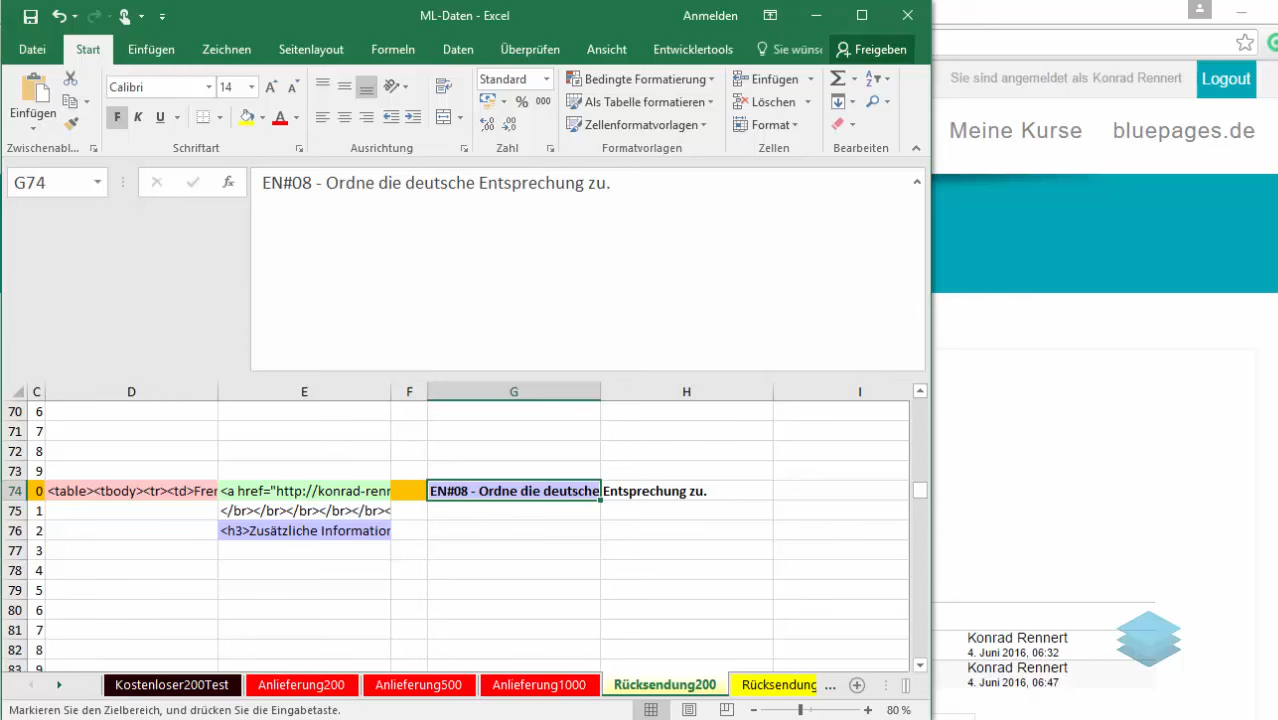 ML-Daten - Excel
Anmelden
Datei Start Einfügen Zeichnen Seitenlayout Formeln Daten Überprüfen Ansicht Entwicklertools Sie wünsc Freigeben
Sie sind angemeldet als Konrad Rennert Logout
Meine Kurse bluepages.de
Einfügen
Calibri 14
F K U
Standard
% 000
Bedingte Formatierung
Als Tabelle formatieren
Zellenformatvorlagen
Einfügen
Löschen
Format
Zwischenabl... Schriftart Ausrichtung Zahl Formatvorlagen Zellen Bearbeiten
G74 fx EN#08 - Ordne die deutsche Entsprechung zu.
C D E F G H I
70 6
71 7
72 8
73 9
74 0 <table><tbody><tr><td>Frer <a href="http://konrad-renr EN#08 - Ordne die deutsche Entsprechung zu.
75 1 </br></br></br></br></br><
76 2 <h3>Zusätzliche Information
77 3
78 4
79 5
80 6
81 7
82 8
83 9
Konrad Rennert
4. Juni 2016, 06:32
Konrad Rennert
4. Juni 2016, 06:47
Kostenloser200Test Anlieferung200 Anlieferung500 Anlieferung1000 Rücksendung200 Rücksendung ...
Markieren Sie den Zielbereich, und drücken Sie die Eingabetaste.
80 %